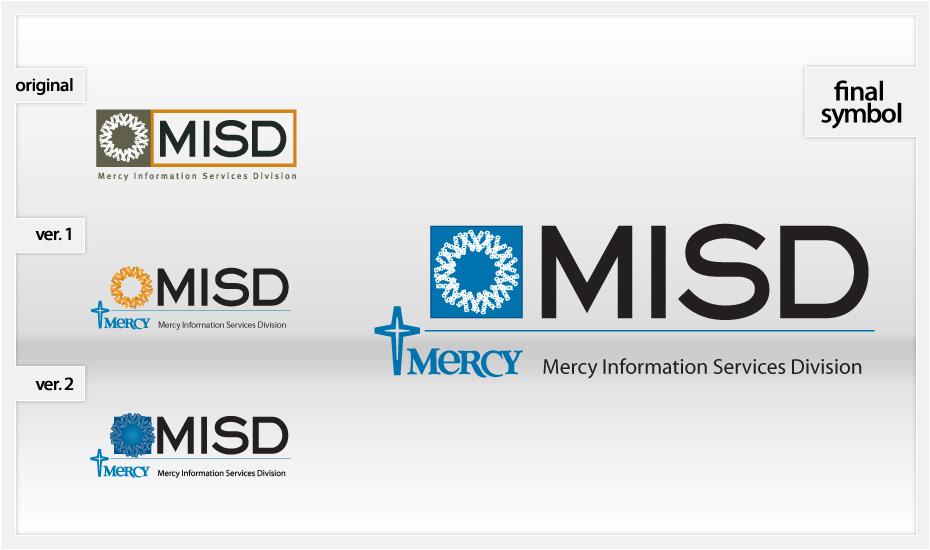 original
MISD
Mercy Information Services Division
ver. 1
MISD
MERCY
Mercy Information Services Division
ver. 2
MISD
MERCY
Mercy Information Services Division
final
symbol
MISD
MERCY
Mercy Information Services Division